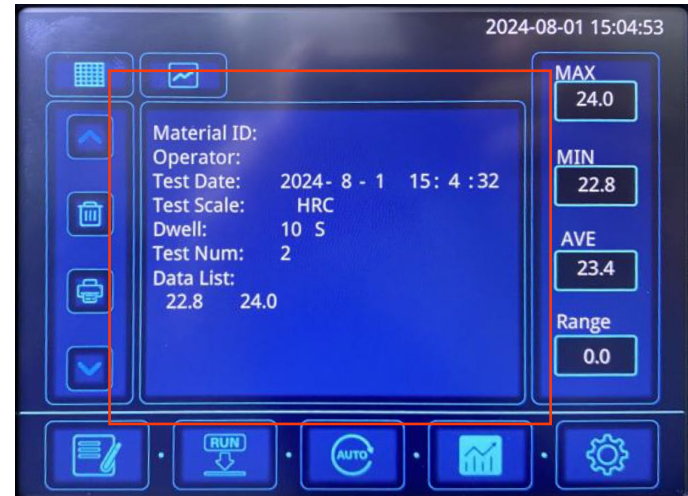 2024-08-01 15:04:53
Material ID:
Operator:
Test Date: 2024- 8 - 1 15: 4 :32
Test Scale: HRC
Dwell: 10 S
Test Num: 2
Data List:
22.8 24.0
MAX
24.0
MIN
22.8
AVE
23.4
Range
0.0
RUN
AUTO